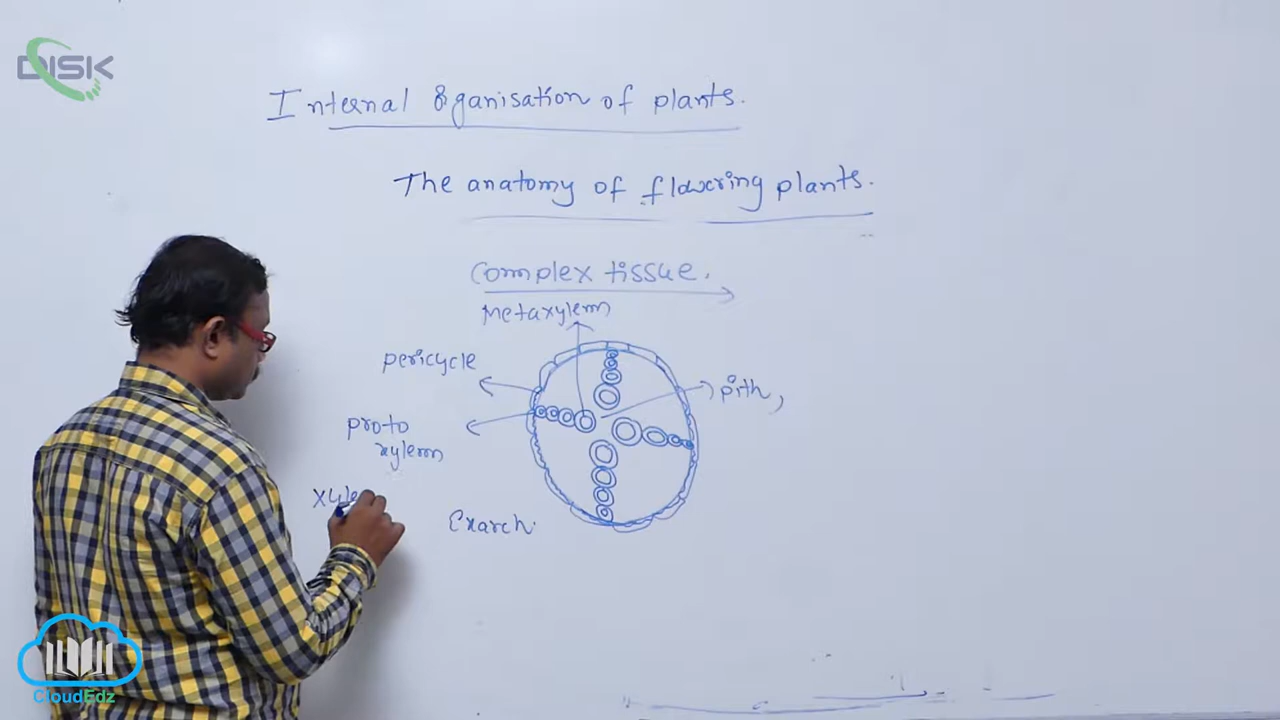 DISK
Internal Organisation of plants.
The anatomy of flowering plants.
Complex tissue.
Metaxylem
pericycle
pith,
proto
xylem
xyle
Exarch
CloudEdz